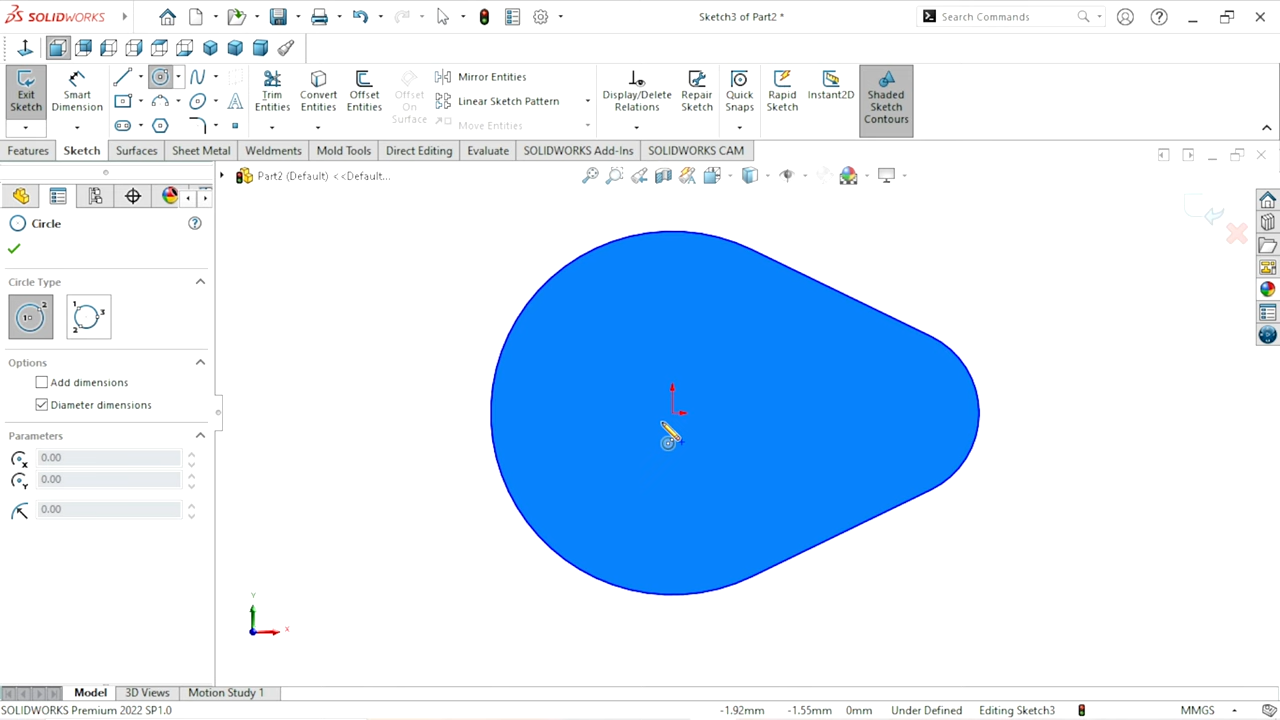 SOLIDWORKS
Sketch3 of Part2 *
Search Commands
Exit Sketch
Smart Dimension
Trim Entities
Convert Entities
Offset Entities
Offset On Surface
Mirror Entities
Linear Sketch Pattern
Move Entities
Display/Delete Relations
Repair Sketch
Quick Snaps
Rapid Sketch
Instant2D
Shaded Sketch Contours
Features
Sketch
Surfaces
Sheet Metal
Weldments
Mold Tools
Direct Editing
Evaluate
SOLIDWORKS Add-Ins
SOLIDWORKS CAM
Part2 (Default) <<Default...
Circle
Circle Type
Options
Add dimensions
Diameter dimensions
Parameters
0.00
0.00
0.00
Y
X
Model
3D Views
Motion Study 1
SOLIDWORKS Premium 2022 SP1.0
-1.92mm
-1.55mm
0mm
Under Defined
Editing Sketch3
MMGS